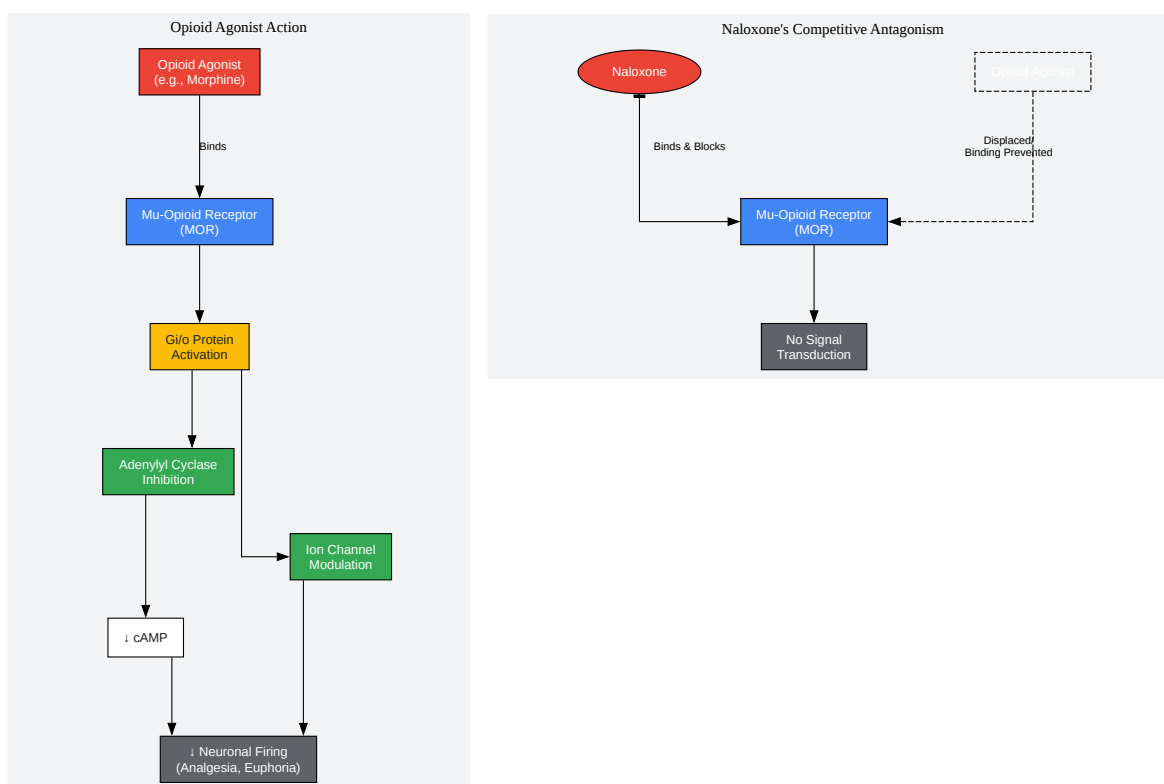 Opioid Agonist Action
Opioid Agonist
(e.g., Morphine)
Binds
Mu-Opioid Receptor
(MOR)
Gi/o Protein
Activation
Adenylyl Cyclase
Inhibition
Ion Channel
Modulation
↓ cAMP
↓ Neuronal Firing
(Analgesia, Euphoria)
Naloxone's Competitive Antagonism
Naloxone
Opioid Agonist
Binds & Blocks
Displaced/
Binding Prevented
Mu-Opioid Receptor
(MOR)
No Signal
Transduction